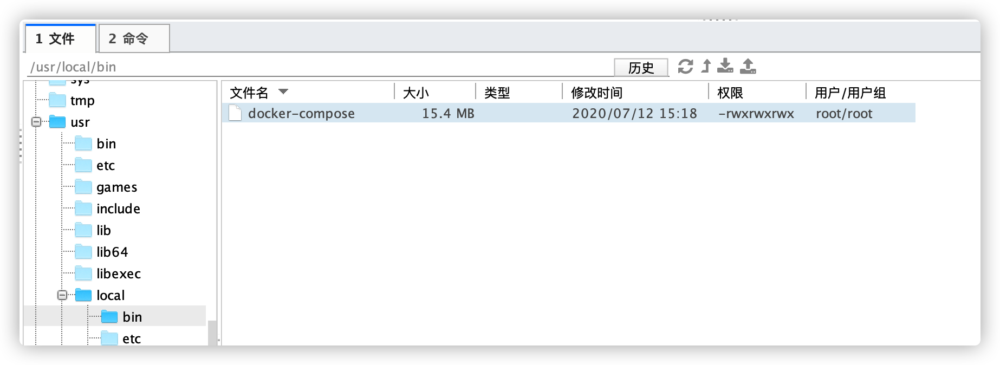 1 文件
2 命令
/usr/local/bin
历史
sys
tmp
usr
bin
etc
games
include
lib
lib64
libexec
local
bin
etc
文件名 大小 类型 修改时间 权限 用户/用户组
docker-compose 15.4 MB 2020/07/12 15:18 -rwxrwxrwx root/root